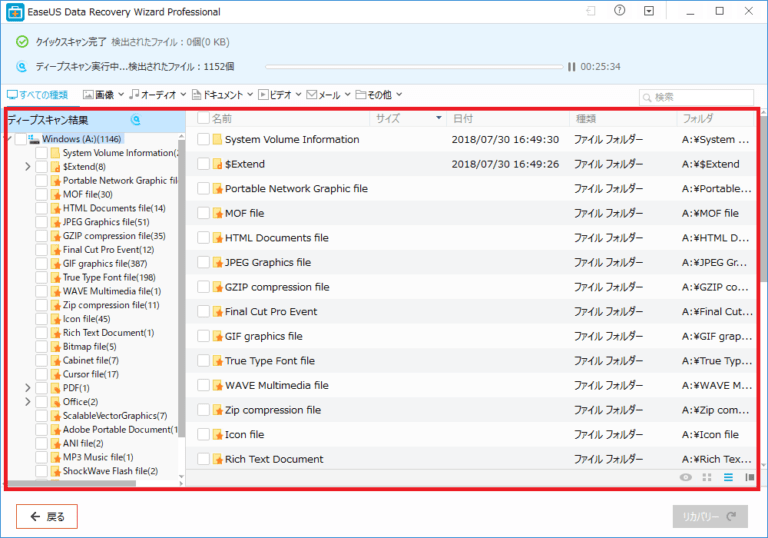 EaseUS Data Recovery Wizard Professional
クイックスキャン完了 検出されたファイル：0個(0 KB)
ディープスキャン実行中...検出されたファイル：1152個 00:25:34
すべての種類 画像 オーディオ ドキュメント ビデオ メール その他 検索
ディープスキャン結果
Windows (A:)(1146)
System Volume Information(2
$Extend(8)
Portable Network Graphic fil
MOF file(30)
HTML Documents file(14)
JPEG Graphics file(51)
GZIP compression file(35)
Final Cut Pro Event(12)
GIF graphics file(387)
True Type Font file(198)
WAVE Multimedia file(1)
Zip compression file(11)
Icon file(45)
Rich Text Document(1)
Bitmap file(5)
Cabinet file(7)
Cursor file(17)
PDF(1)
Office(2)
ScalableVectorGraphics(7)
Adobe Portable Document(1
ANI file(2)
MP3 Music file(1)
ShockWave Flash file(2)
名前 サイズ 日付 種類 フォルダ
System Volume Information 2018/07/30 16:49:30 ファイル フォルダー A:¥System ...
$Extend 2018/07/30 16:49:26 ファイル フォルダー A:¥$Extend
Portable Network Graphic file ファイル フォルダー A:¥Portable...
MOF file ファイル フォルダー A:¥MOF file
HTML Documents file ファイル フォルダー A:¥HTML D...
JPEG Graphics file ファイル フォルダー A:¥JPEG Gr...
GZIP compression file ファイル フォルダー A:¥GZIP co...
Final Cut Pro Event ファイル フォルダー A:¥Final Cut...
GIF graphics file ファイル フォルダー A:¥GIF grap...
True Type Font file ファイル フォルダー A:¥True Typ...
WAVE Multimedia file ファイル フォルダー A:¥WAVE M...
Zip compression file ファイル フォルダー A:¥Zip com...
Icon file ファイル フォルダー A:¥Icon file
Rich Text Document ファイル フォルダー A:¥Rich Text...
戻る
リカバリー